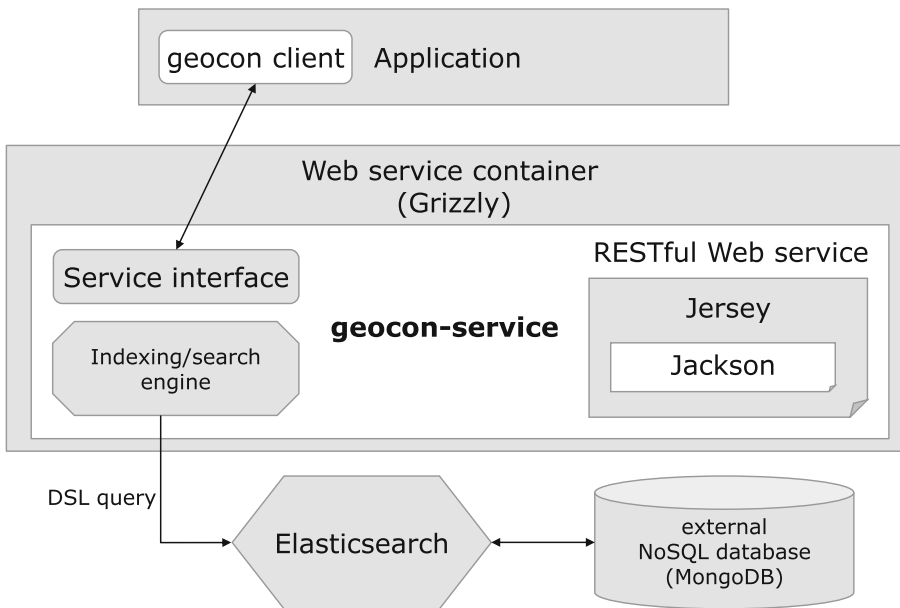 geocon client
Application
Web service container
(Grizzly)
RESTful Web service
Service interface
Jersey
geocon-service
Indexing/search
engine
Jackson
DSL query
Elasticsearch
external
NoSQL database
(MongoDB)